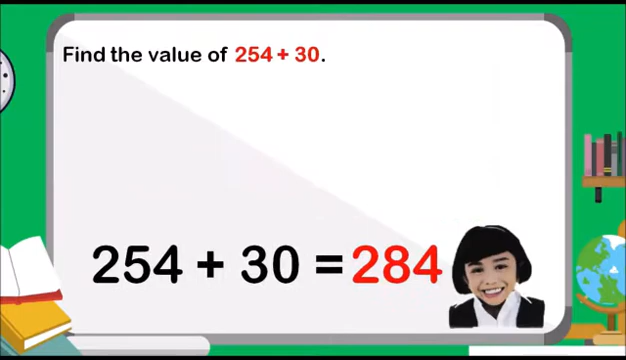 Find the value of 254 + 30.
254 + 30 = 284